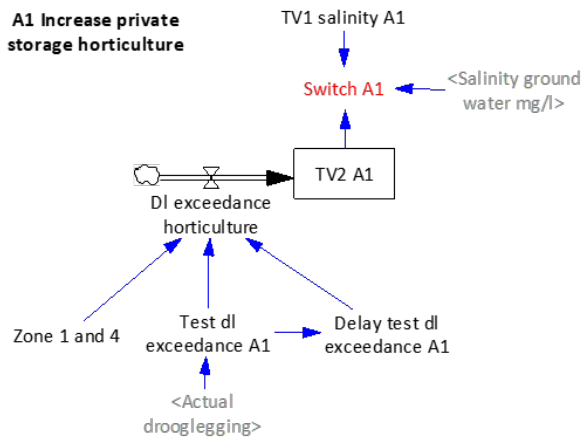 A1 Increase private
storage horticulture
TV1 salinity A1
Switch A1
<Salinity ground
water mg/l>
TV2 A1
Dl exceedance
horticulture
Zone 1 and 4
Test dl
exceedance A1
Delay test dl
exceedance A1
<Actual
drooglegging>